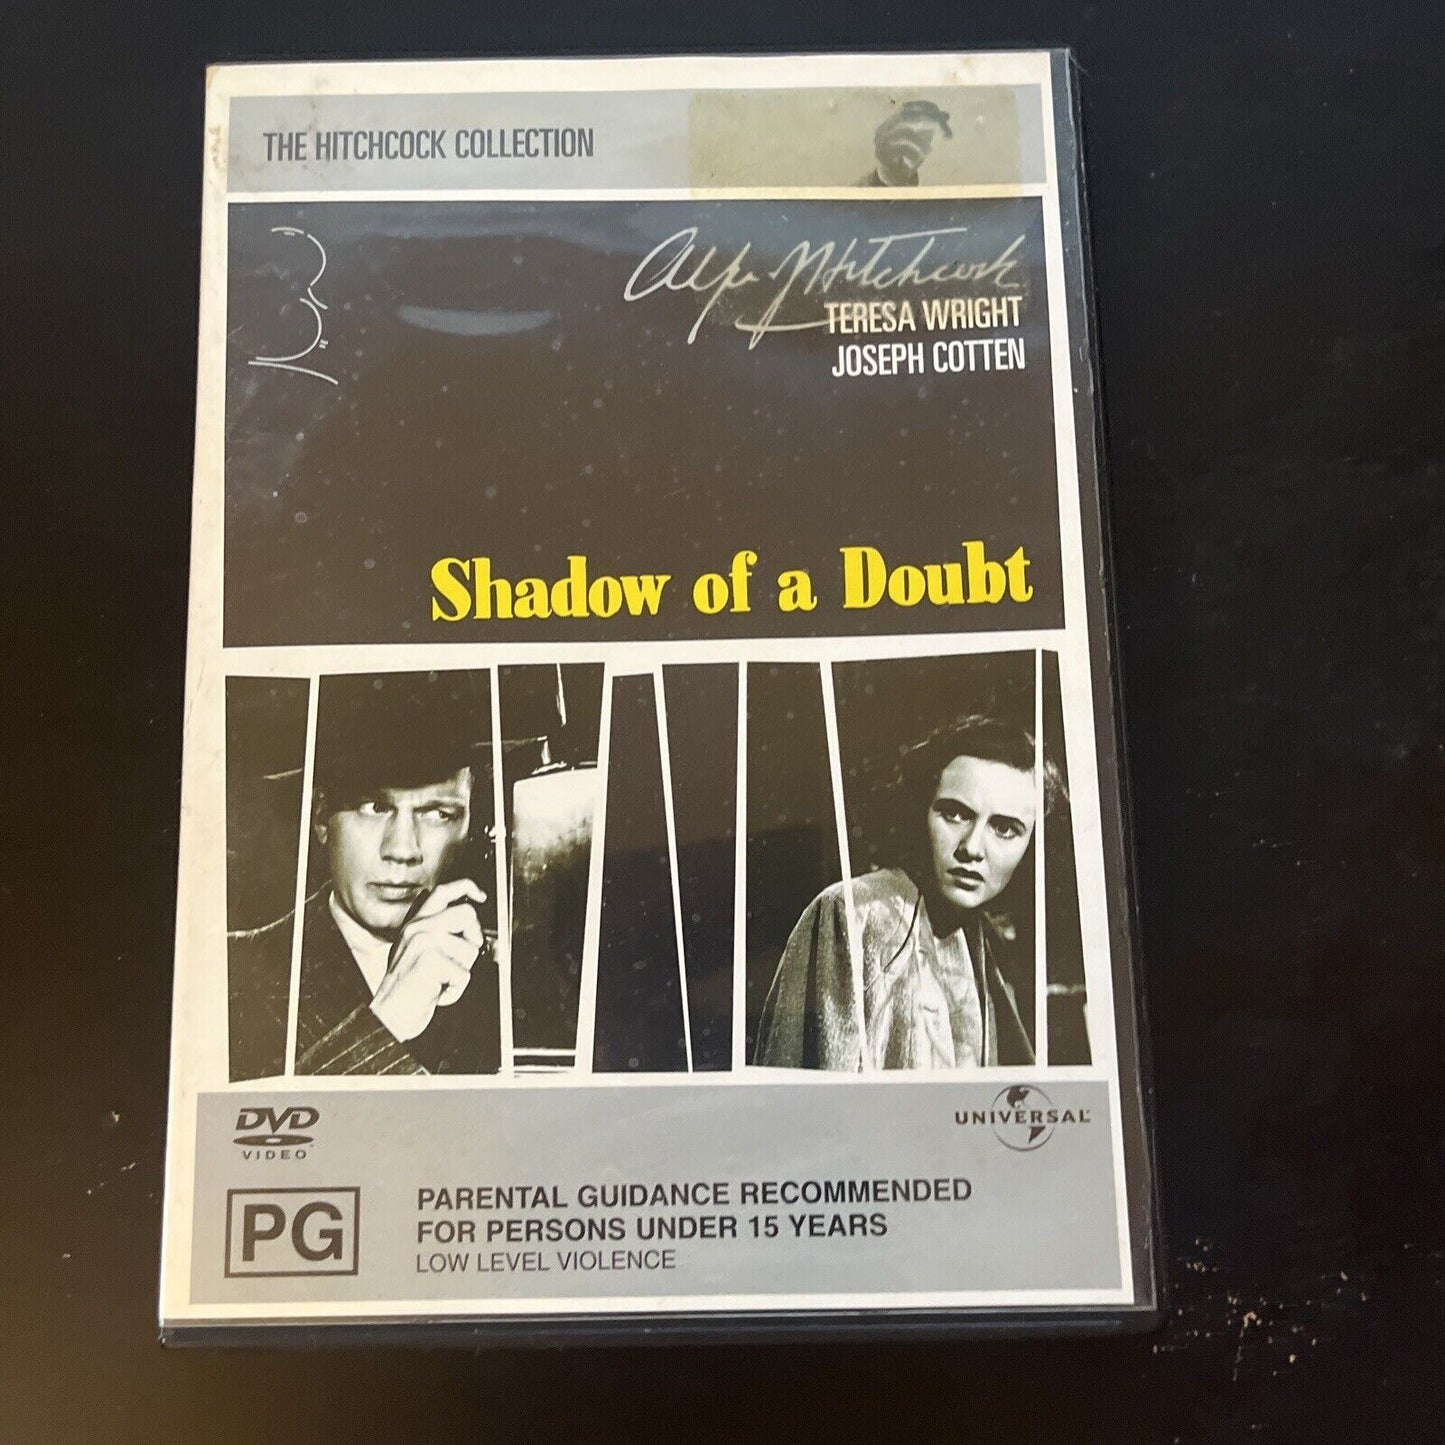 THE HITCHCOCK COLLECTION
Alfred Hitchcock
TERESA WRIGHT
JOSEPH COTTEN
Shadow of a Doubt
DVD
VIDEO
UNIVERSAL
PG
PARENTAL GUIDANCE RECOMMENDED
FOR PERSONS UNDER 15 YEARS
LOW LEVEL VIOLENCE